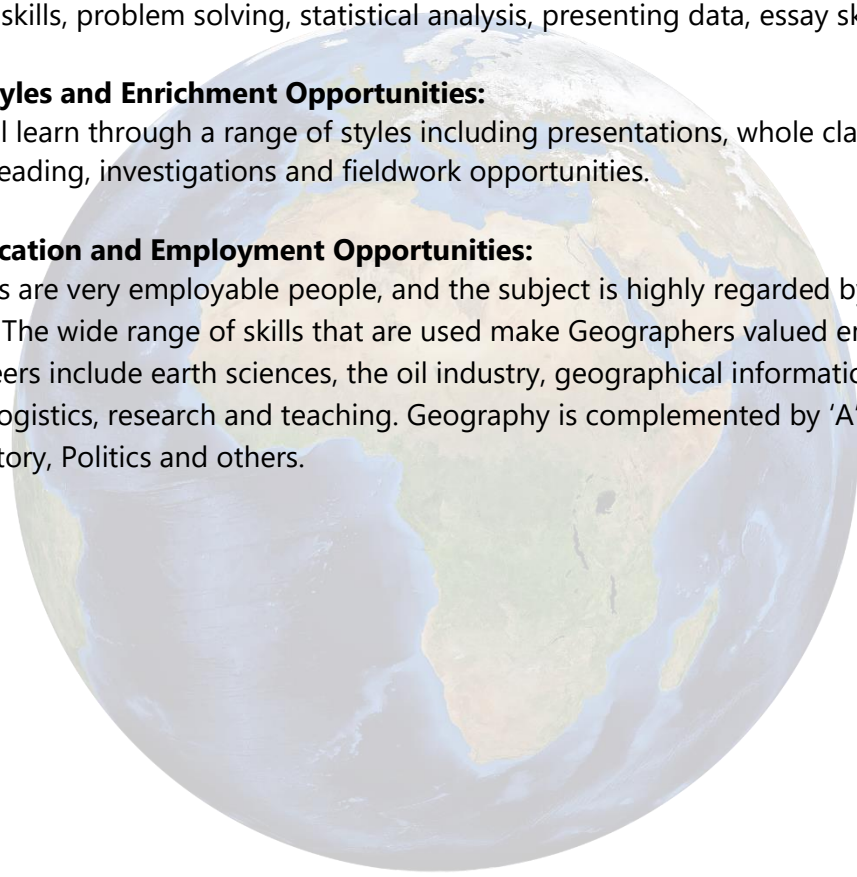 skills, problem solving, statistical analysis, presenting data, essay sk
yles and Enrichment Opportunities:
l learn through a range of styles including presentations, whole cla
eading, investigations and fieldwork opportunities.
cation and Employment Opportunities:
s are very employable people, and the subject is highly regarded by
The wide range of skills that are used make Geographers valued e
eers include earth sciences, the oil industry, geographical informatio
ogistics, research and teaching. Geography is complemented by ‘A’
tory, Politics and others.